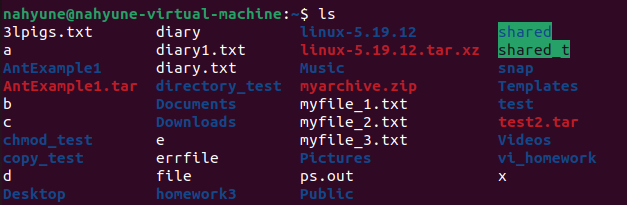 nahyune@nahyune-virtual-machine:~$ ls
3lpigs.txt diary linux-5.19.12 shared
a diary1.txt linux-5.19.12.tar.xz shared_t
AntExample1 diary.txt Music snap
AntExample1.tar directory_test myarchive.zip Templates
b Documents myfile_1.txt test
c Downloads myfile_2.txt test2.tar
chmod_test e myfile_3.txt Videos
copy_test errfile Pictures vi_homework
d file ps.out x
Desktop homework3 Public